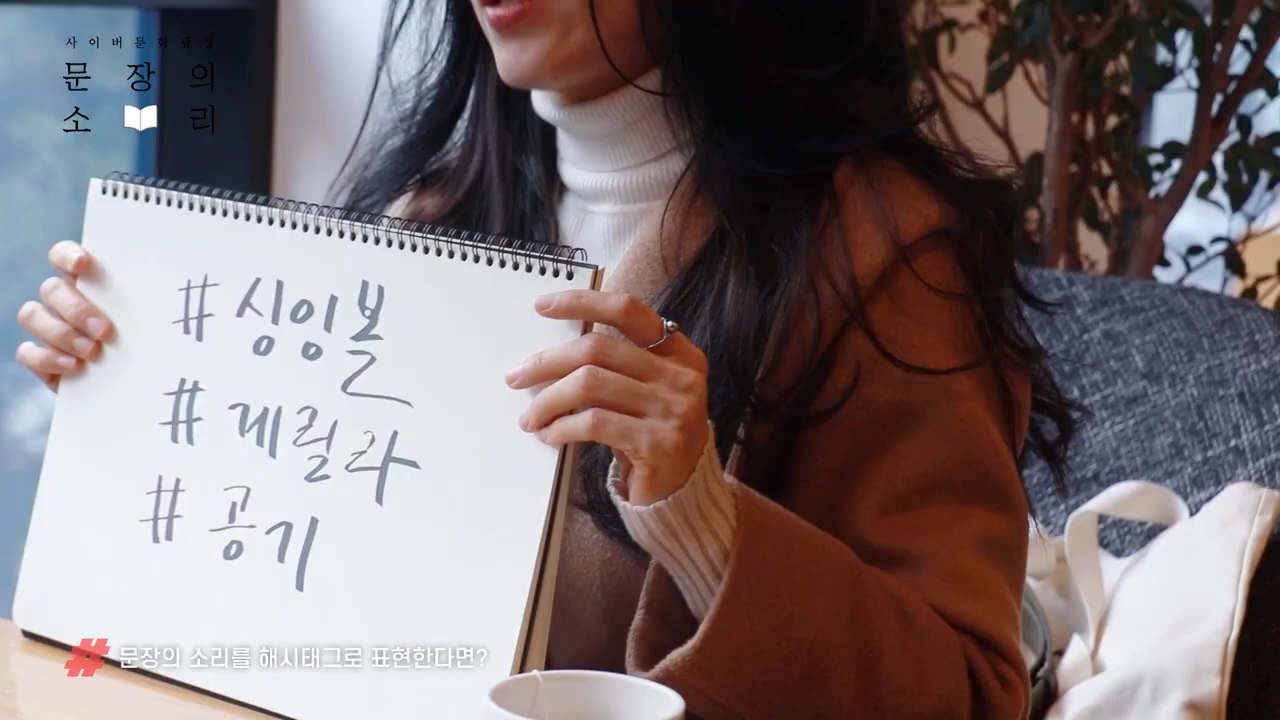 사이버문학광장
문장의
소리
#싱잉볼
#게릴라
#공기
# 문장의 소리를 해시태그로 표현한다면?